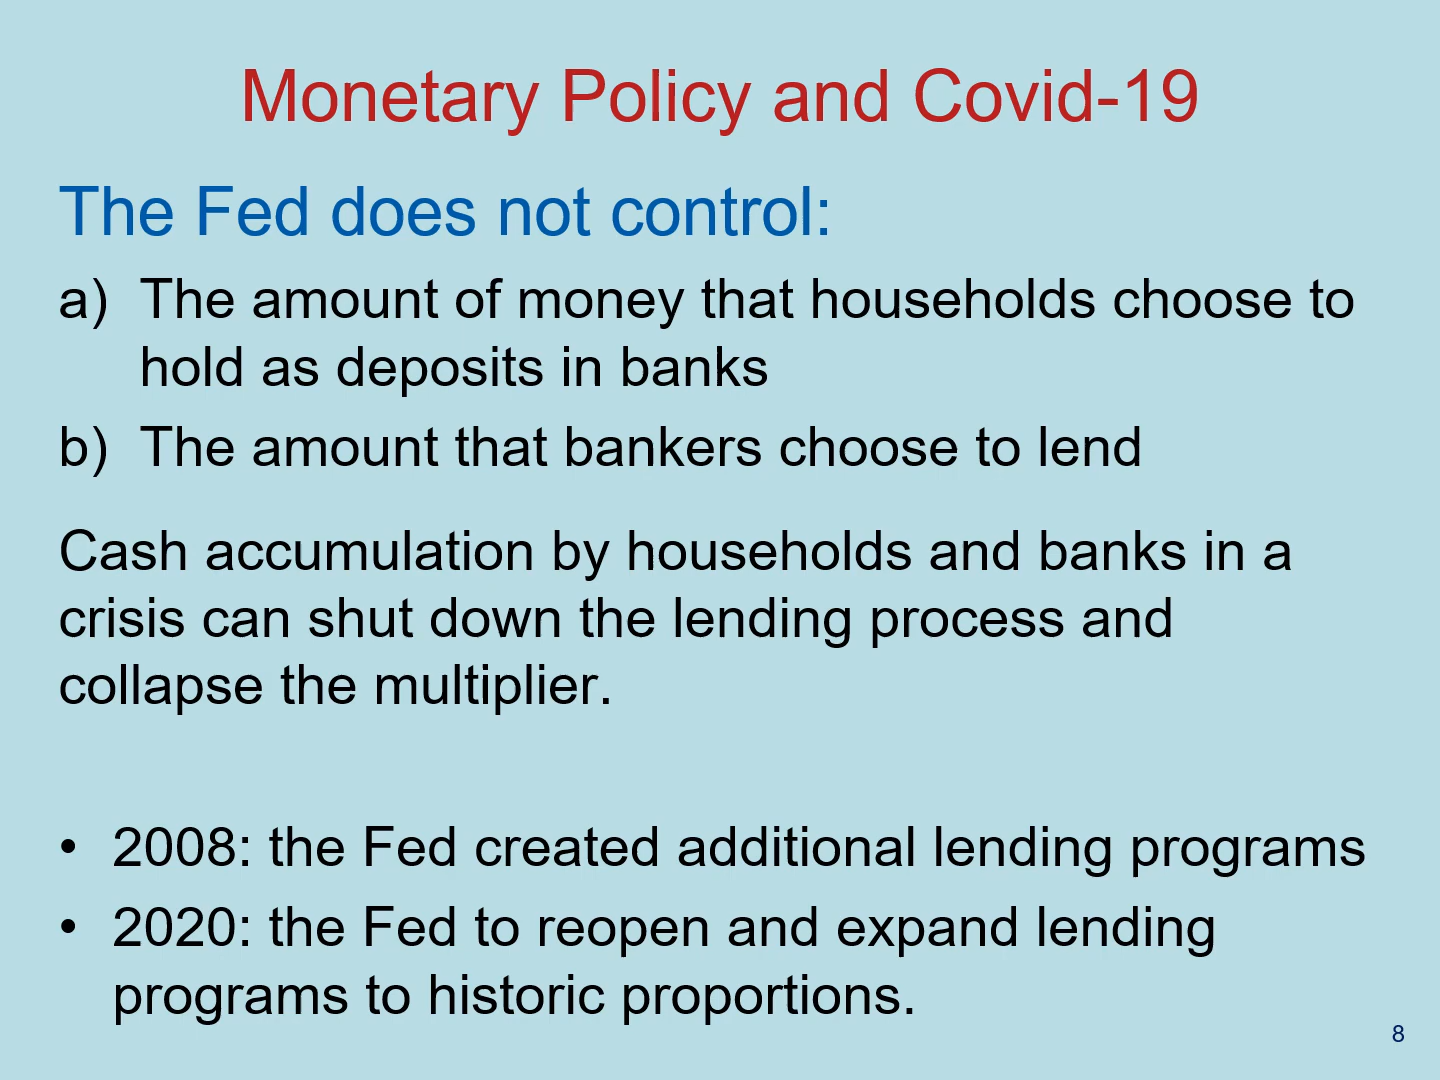 Monetary Policy and Covid-19
The Fed does not control:
a) The amount of money that households choose to
hold as deposits in banks
b) The amount that bankers choose to lend
Cash accumulation by households and banks in a
crisis can shut down the lending process and
collapse the multiplier.
• 2008: the Fed created additional lending programs
• 2020: the Fed to reopen and expand lending
programs to historic proportions.
8